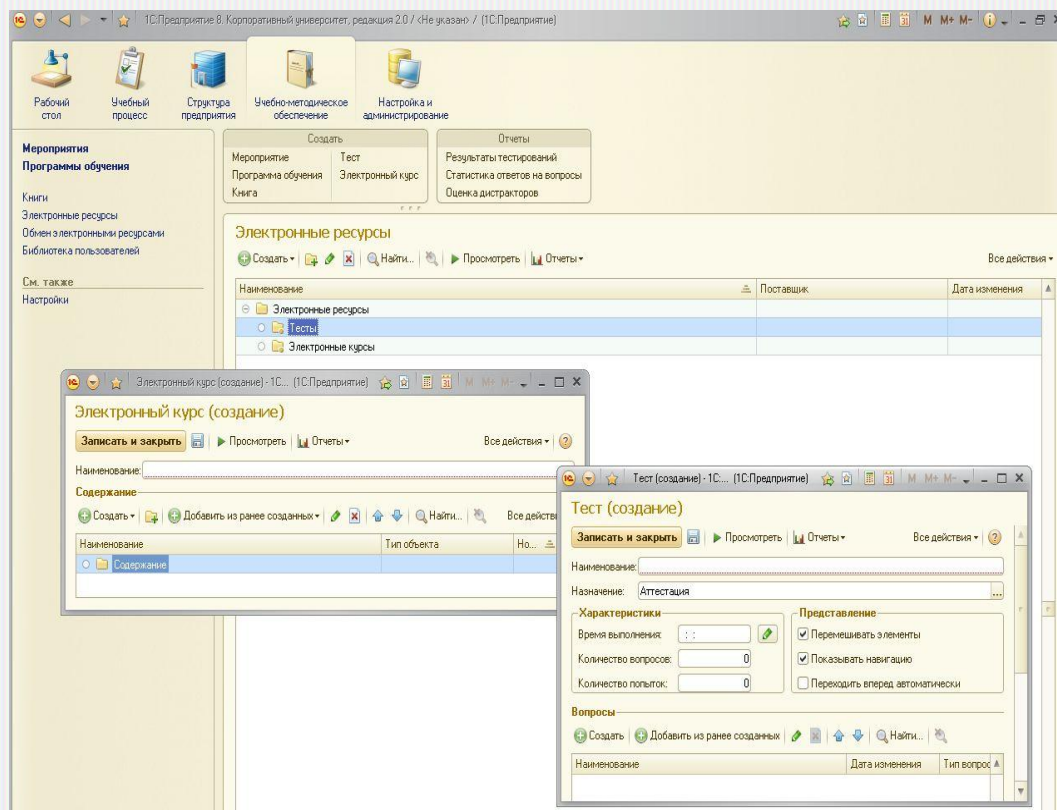 1С:Предприятие 8. Корпоративный университет, редакция 2.0 / <Не указан> / (1С:Предприятие)
M M+ M-
Рабочий стол
Учебный процесс
Структура предприятия
Учебно-методическое обеспечение
Настройка и администрирование
Мероприятия
Программы обучения
Книги
Электронные ресурсы
Обмен электронными ресурсами
Библиотека пользователей
См. также
Настройки
Создать
Мероприятие
Программа обучения
Книга
Тест
Электронный курс
Отчеты
Результаты тестирований
Статистика ответов на вопросы
Оценка дистракторов
Электронные ресурсы
Создать Найти... Просмотреть Отчеты Все действия
Наименование Поставщик Дата изменения
Электронные ресурсы
Тесты
Электронные курсы
Электронный курс (создание) - 1С... (1С:Предприятие) M M+ M-
Электронный курс (создание)
Записать и закрыть Просмотреть Отчеты Все действия ?
Наименование:
Содержание
Создать Добавить из ранее созданных Найти... Все действ
Наименование Тип объекта Но...
Содержание
Тест (создание) - 1С:... (1С:Предприятие) M M+ M-
Тест (создание)
Записать и закрыть Просмотреть Отчеты Все действия ?
Наименование:
Назначение: Аттестация ...
Характеристики
Время выполнения: : :
Количество вопросов: 0
Количество попыток: 0
Представление
Перемешивать элементы
Показывать навигацию
Переходить вперед автоматически
Вопросы
Создать Добавить из ранее созданных Найти...
Наименование Дата изменения Тип вопрос